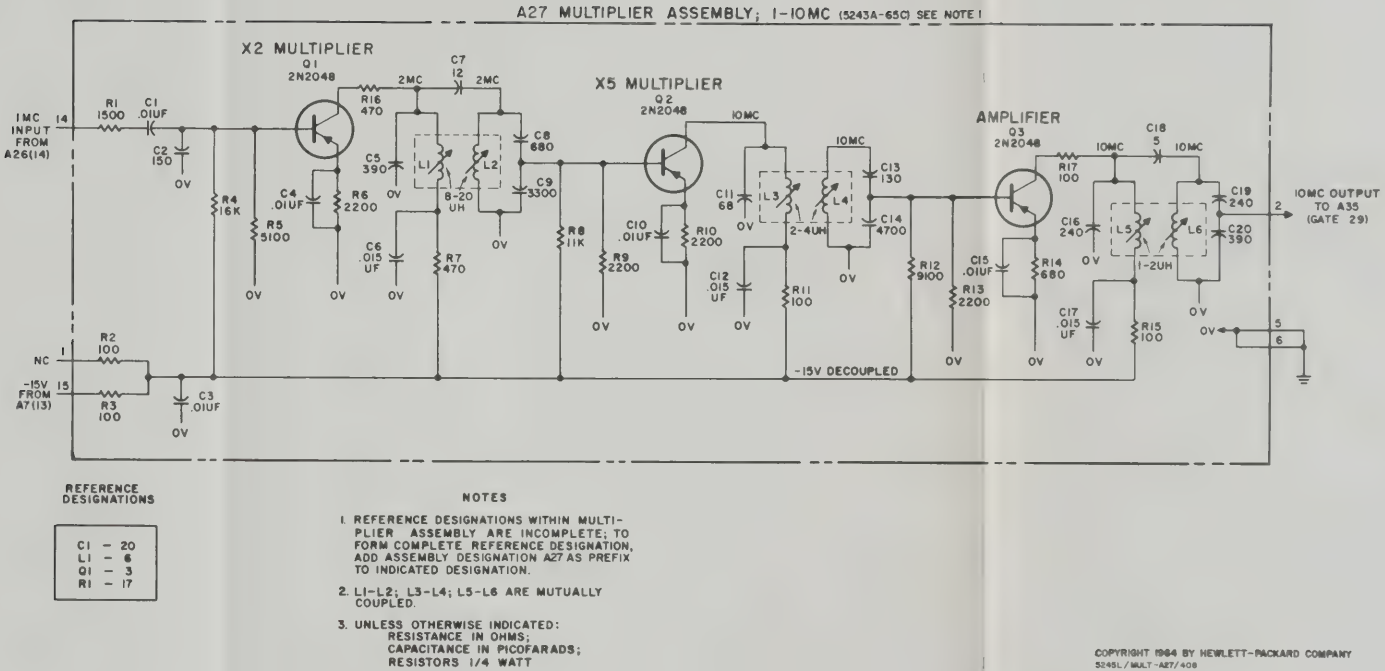 A27 MULTIPLIER ASSEMBLY; 1-10MC (5243A-65C) SEE NOTE 1
X2 MULTIPLIER
Q1
2N2048
R16
470
2MC
C7
12
2MC
X5 MULTIPLIER
Q2
2N2048
10MC
AMPLIFIER
Q3
2N2048
R17
100
10MC
C18
5
10MC
1MC
INPUT
FROM
A26(14)
14
R1
1500
C1
.01UF
C2
150
0V
R4
16K
R5
5100
0V
C4
.01UF
R6
2200
0V
C5
390
0V
L1
L2
8-20
UH
C8
680
C9
3300
0V
C6
.015
UF
0V
R7
470
R8
11K
R9
2200
0V
C10
.01UF
R10
2200
0V
C11
68
0V
L3
L4
2-4UH
10MC
C13
130
C14
4700
0V
C12
.015
UF
0V
R11
100
R12
9100
R13
2200
0V
C15
.01UF
R14
680
0V
C16
240
0V
L5
L6
1-2UH
C19
240
C20
390
0V
C17
.015
UF
0V
R15
100
2
10MC OUTPUT
TO A35
(GATE 29)
0V
5
6
NC
1
R2
100
-15V
FROM
A7(13)
15
R3
100
C3
.01UF
0V
-15V DECOUPLED
REFERENCE
DESIGNATIONS
C1 - 20
L1 - 6
Q1 - 3
R1 - 17
NOTES
1. REFERENCE DESIGNATIONS WITHIN MULTI-
PLIER ASSEMBLY ARE INCOMPLETE; TO
FORM COMPLETE REFERENCE DESIGNATION,
ADD ASSEMBLY DESIGNATION A27 AS PREFIX
TO INDICATED DESIGNATION.
2. L1-L2; L3-L4; L5-L6 ARE MUTUALLY
COUPLED.
3. UNLESS OTHERWISE INDICATED:
RESISTANCE IN OHMS;
CAPACITANCE IN PICOFARADS;
RESISTORS 1/4 WATT
COPYRIGHT 1964 BY HEWLETT-PACKARD COMPANY
5245L/MULT-A27/408